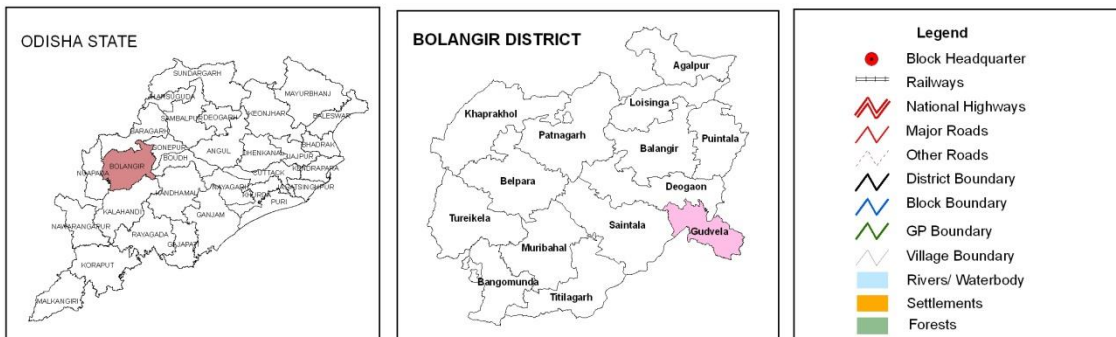 ODISHA STATE
SUNDARGARH
MAYURBHANJ
JHARSUGUDA
SAMBALPUR
DEOGARH
KEONJHAR
BALESWAR
BARAGARH
SONEPUR
ANGUL
DHENKANAL
BHADRAK
JAJPUR
BOLANGIR
BOUDH
CUTTACK
KENDRAPARA
NUAPADA
KANDHAMAL
NAYAGARH
KHURDA
JAGATSINGHPUR
PURI
KALAHANDI
GANJAM
NAWARANGPUR
RAYAGADA
GAJAPATI
KORAPUT
MALKANGIRI
BOLANGIR DISTRICT
Agalpur
Loisinga
Khaprakhol
Patnagarh
Puintala
Balangir
Belpara
Deogaon
Tureikela
Saintala
Gudvela
Muribahal
Bangomunda
Titilagarh
Legend
Block Headquarter
Railways
National Highways
Major Roads
Other Roads
District Boundary
Block Boundary
GP Boundary
Village Boundary
Rivers/ Waterbody
Settlements
Forests